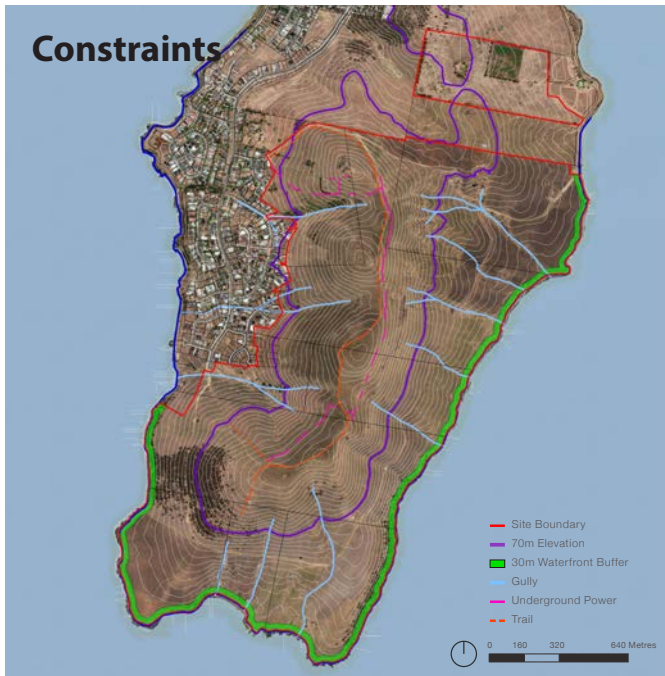 Constraints
Site Boundary
70m Elevation
30m Waterfront Buffer
Gully
Underground Power
Trail
0 160 320 640 Metres